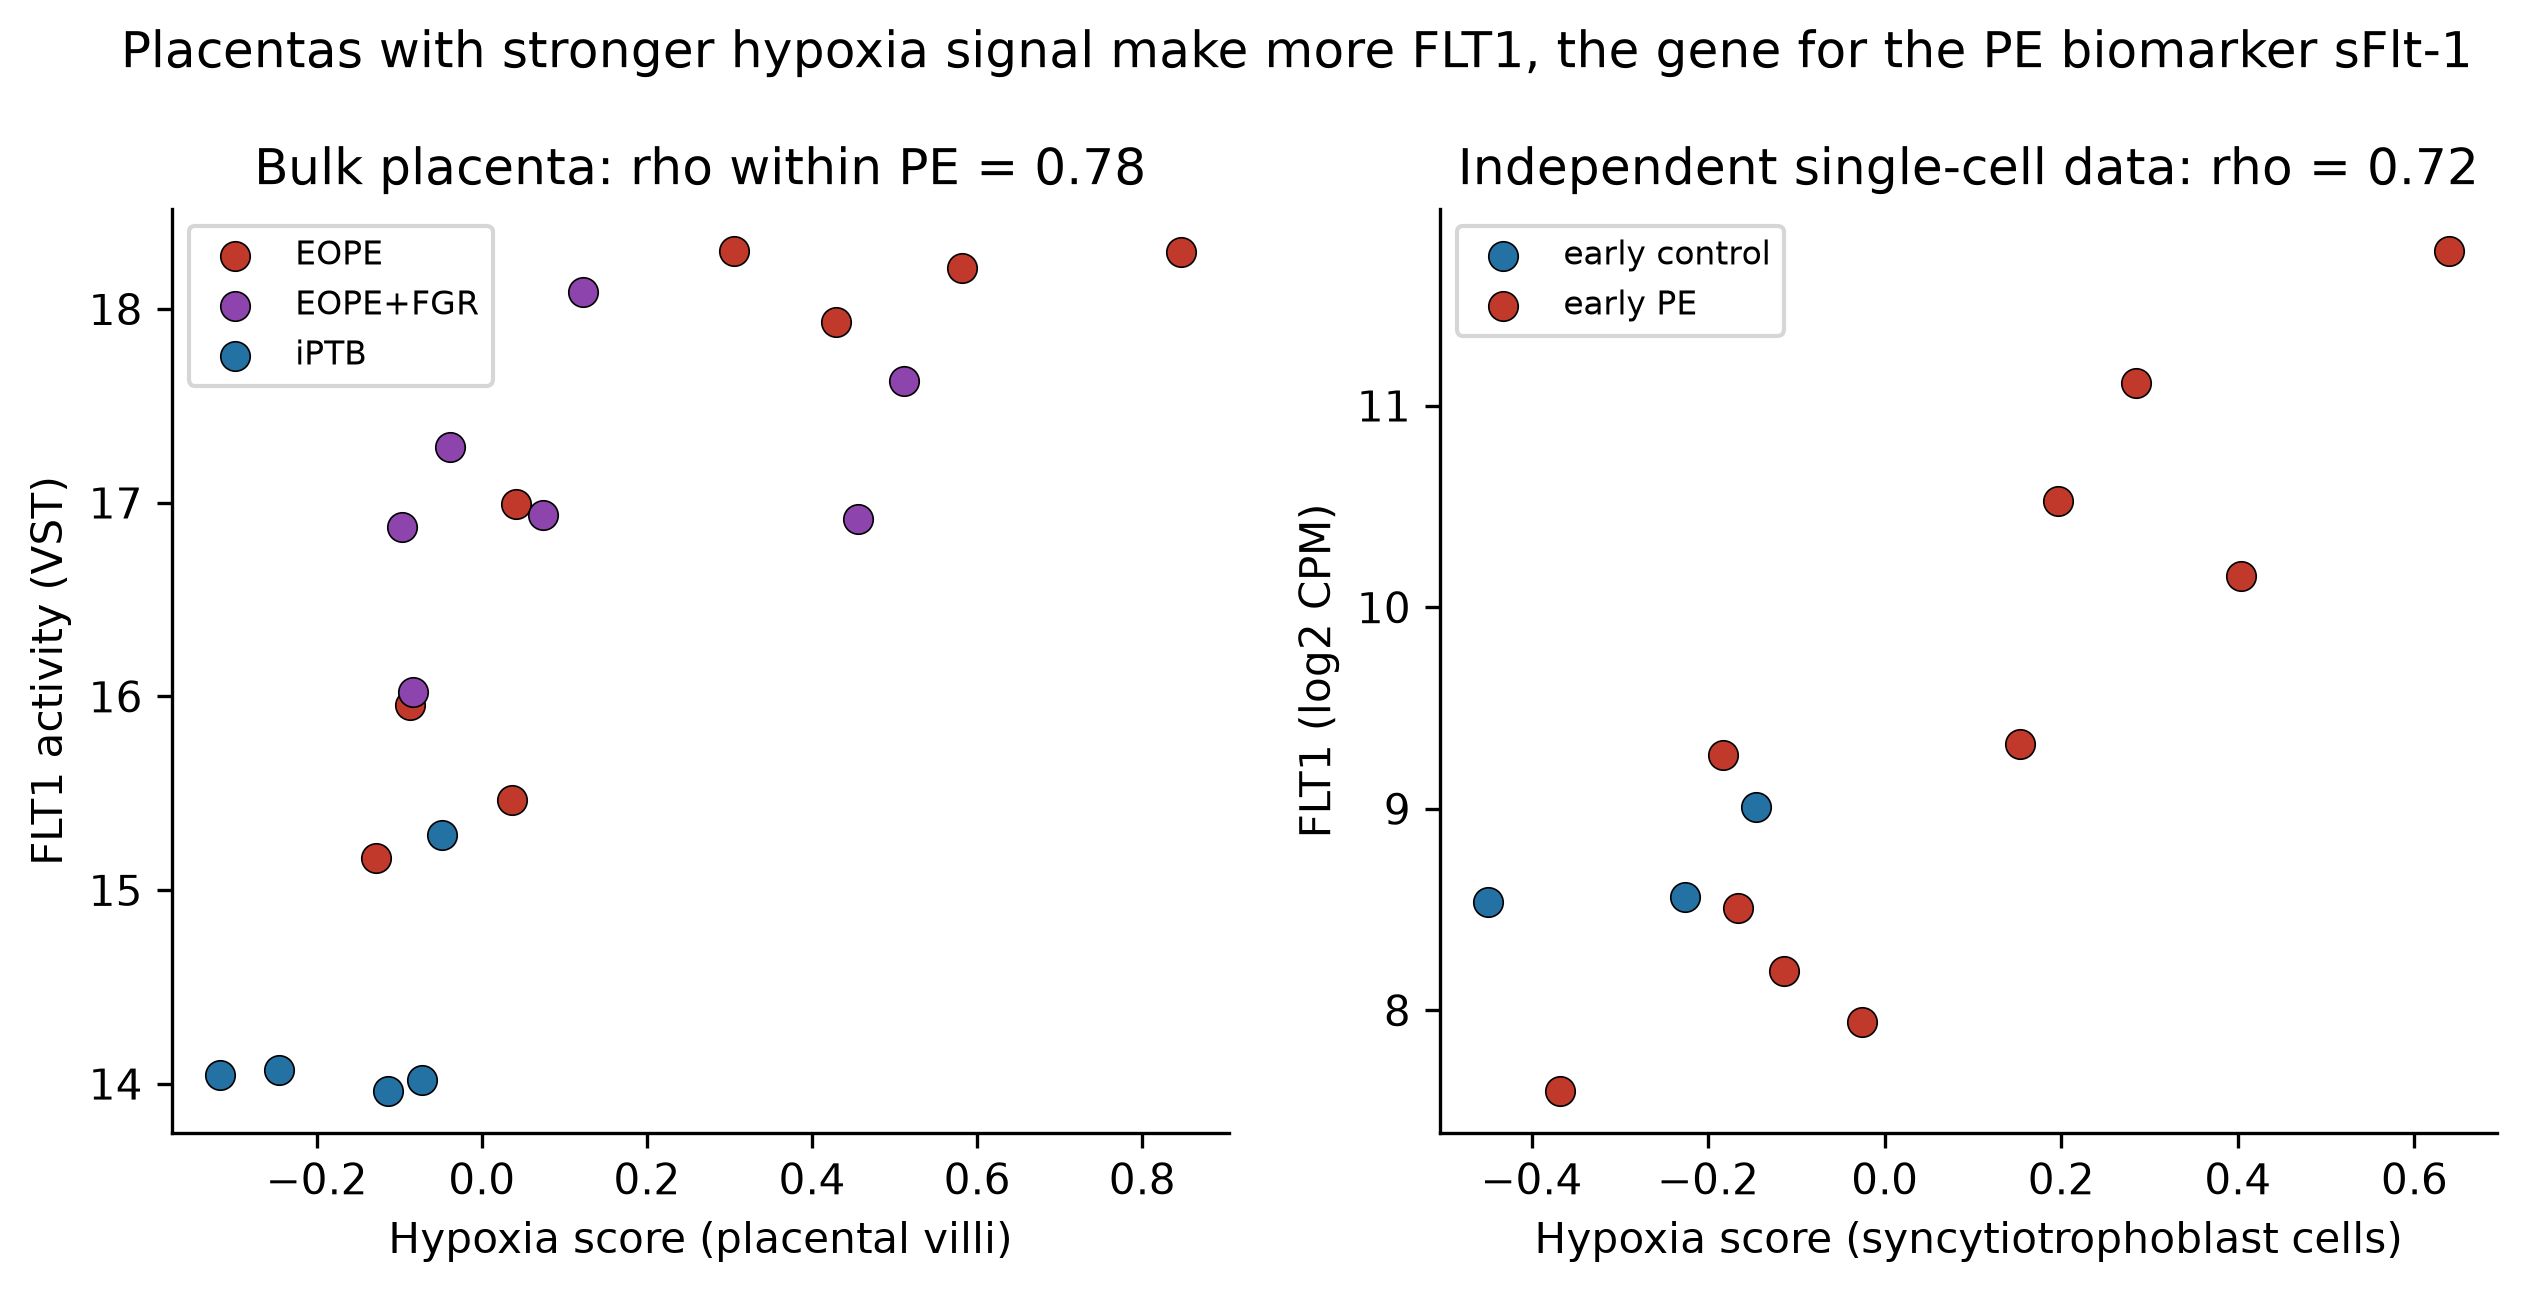 Placentas with stronger hypoxia signal make more FLT1, the gene for the PE biomarker sFlt-1
Bulk placenta: rho within PE = 0.78
EOPE
EOPE+FGR
iPTB
FLT1 activity (VST)
18
17
16
15
14
−0.2 0.0 0.2 0.4 0.6 0.8
Hypoxia score (placental villi)
Independent single-cell data: rho = 0.72
early control
early PE
FLT1 (log2 CPM)
11
10
9
8
−0.4 −0.2 0.0 0.2 0.4 0.6
Hypoxia score (syncytiotrophoblast cells)